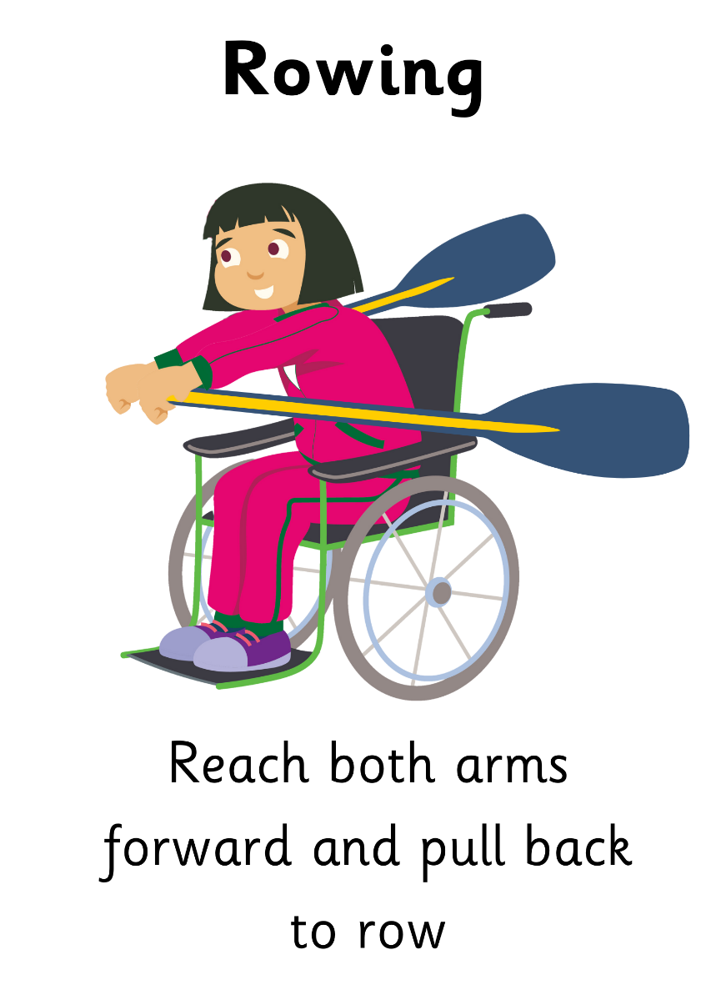 Rowing
Reach both arms
forward and pull back
to row